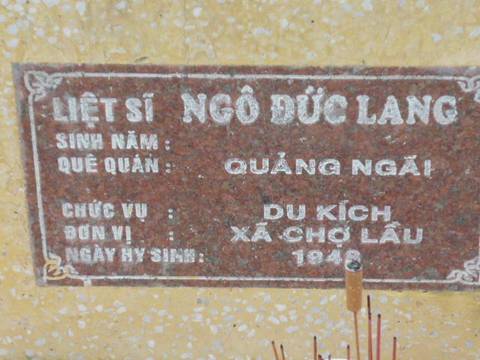 LIỆT SĨ NGÔ ĐỨC LANG
SINH NĂM :
QUÊ QUÁN : QUẢNG NGÃI
CHỨC VỤ : DU KÍCH
ĐƠN VỊ : XÃ CHỢ LẦU
NGÀY HY SINH :